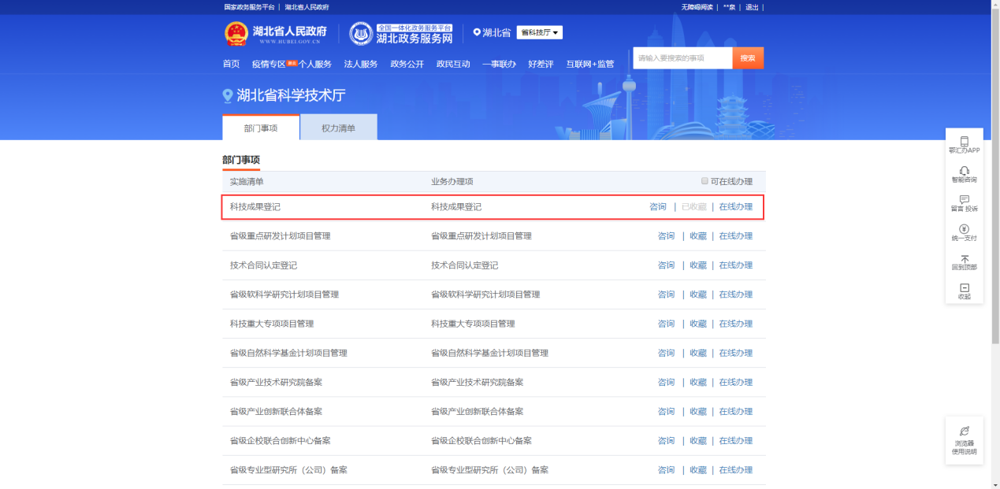 国家政务服务平台 | 湖北省人民政府
无障碍阅读 | **泉 | 退出 |
湖北省人民政府
WWW.HUBEI.GOV.CN
全国一体化政务服务平台
湖北政务服务网
湖北省 省科技厅
首页 疫情专区 个人服务 法人服务 政务公开 政民互动 一事联办 好差评 互联网+监管
请输入要搜索的事项 搜索
湖北省科学技术厅
部门事项 权力清单
部门事项
实施清单 业务办理项 可在线办理
科技成果登记 科技成果登记 咨询 | 已收藏 | 在线办理
省级重点研发计划项目管理 省级重点研发计划项目管理 咨询 | 收藏 | 在线办理
技术合同认定登记 技术合同认定登记 咨询 | 收藏 | 在线办理
省级软科学研究计划项目管理 省级软科学研究计划项目管理 咨询 | 收藏 | 在线办理
科技重大专项项目管理 科技重大专项项目管理 咨询 | 收藏 | 在线办理
省级自然科学基金计划项目管理 省级自然科学基金计划项目管理 咨询 | 收藏 | 在线办理
省级产业技术研究院备案 省级产业技术研究院备案 咨询 | 收藏 | 在线办理
省级产业创新联合体备案 省级产业创新联合体备案 咨询 | 收藏 | 在线办理
省级企校联合创新中心备案 省级企校联合创新中心备案 咨询 | 收藏 | 在线办理
省级专业型研究所（公司）备案 省级专业型研究所（公司）备案 咨询 | 收藏 | 在线办理
鄂汇办APP
智能咨询
留言 投诉
统一支付
回到顶部
收起
浏览器
使用说明